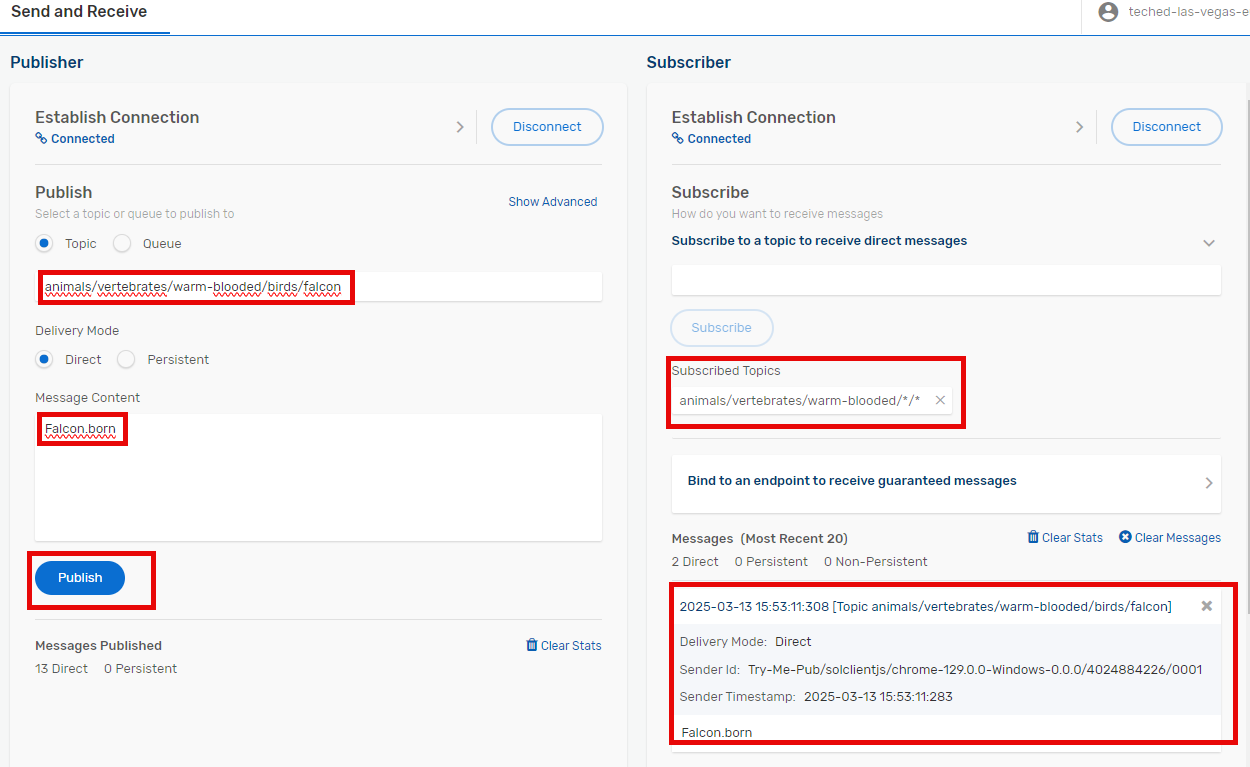 Send and Receive
teched-las-vegas-e
Publisher
Establish Connection
Connected
Disconnect
Publish
Select a topic or queue to publish to
Show Advanced
Topic
Queue
animals/vertebrates/warm-blooded/birds/falcon
Delivery Mode
Direct
Persistent
Message Content
Falcon.born
Publish
Messages Published
Clear Stats
13 Direct 0 Persistent
Subscriber
Establish Connection
Connected
Disconnect
Subscribe
How do you want to receive messages
Subscribe to a topic to receive direct messages
Subscribe
Subscribed Topics
animals/vertebrates/warm-blooded/*/*
Bind to an endpoint to receive guaranteed messages
Messages (Most Recent 20)
Clear Stats
Clear Messages
2 Direct 0 Persistent 0 Non-Persistent
2025-03-13 15:53:11:308 [Topic animals/vertebrates/warm-blooded/birds/falcon]
Delivery Mode: Direct
Sender Id: Try-Me-Pub/solclientjs/chrome-129.0.0-Windows-0.0.0/4024884226/0001
Sender Timestamp: 2025-03-13 15:53:11:283
Falcon.born